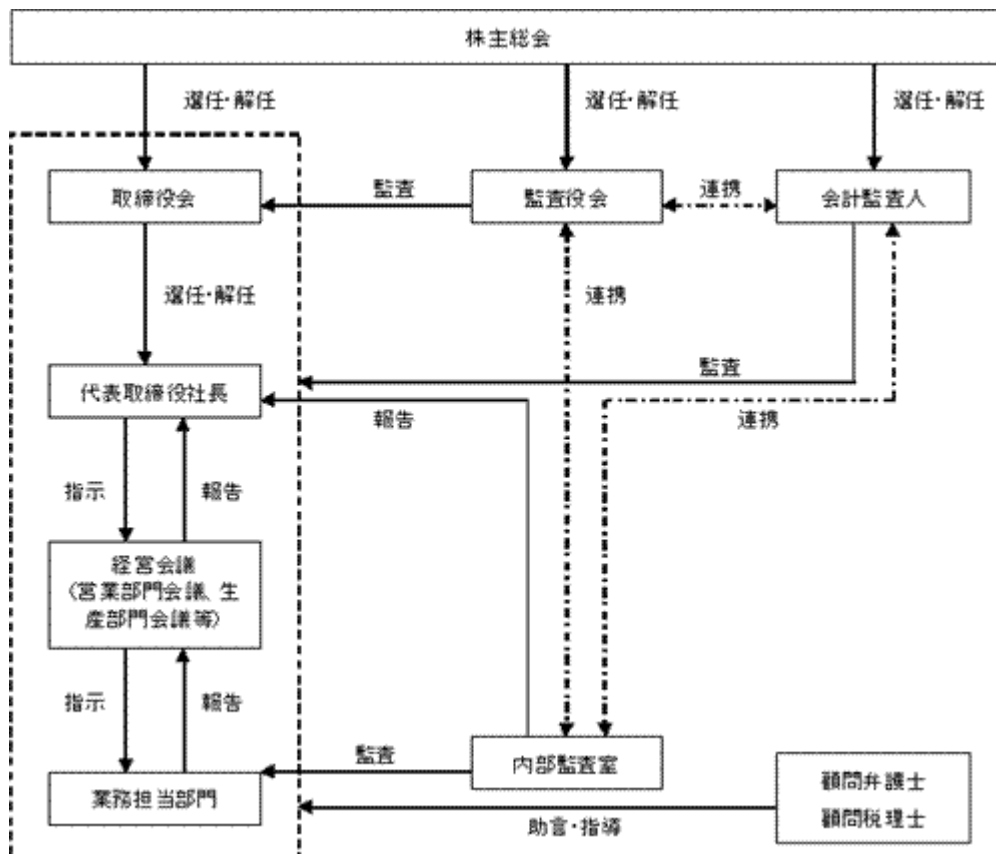 株主総会
選任・解任
選任・解任
選任・解任
取締役会
監査
監査役会
連携
会計監査人
選任・解任
連携
監査
代表取締役社長
報告
連携
指示
報告
経営会議
(営業部門会議、生
産部門会議等)
指示
報告
内部監査室
監査
業務担当部門
顧問弁護士
顧問税理士
助言・指導